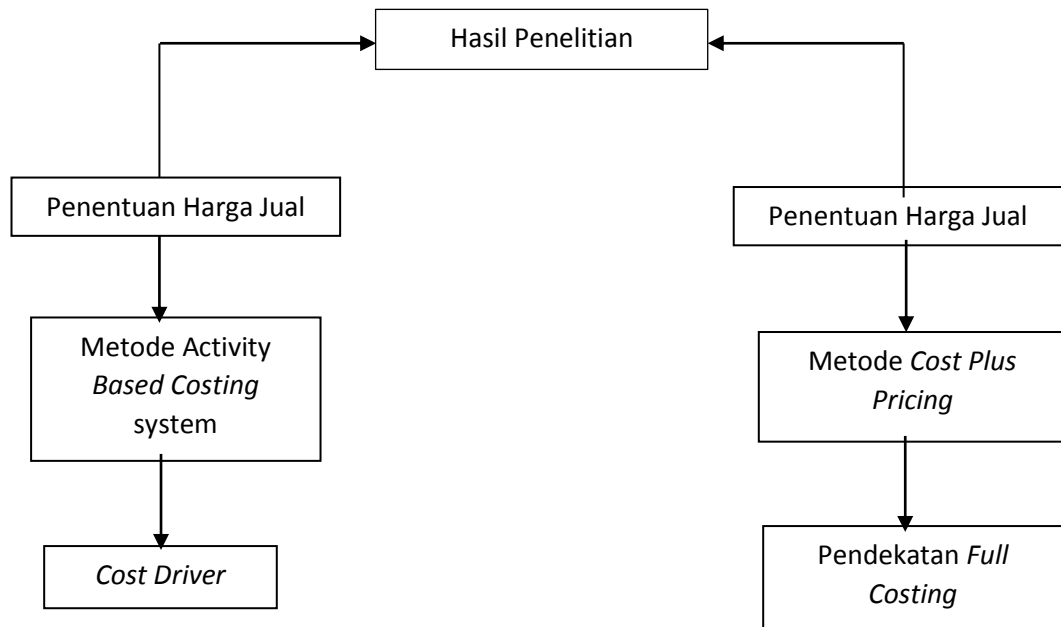 Hasil Penelitian
Penentuan Harga Jual
Penentuan Harga Jual
Metode Activity
Based Costing
system
Metode Cost Plus
Pricing
Cost Driver
Pendekatan Full
Costing